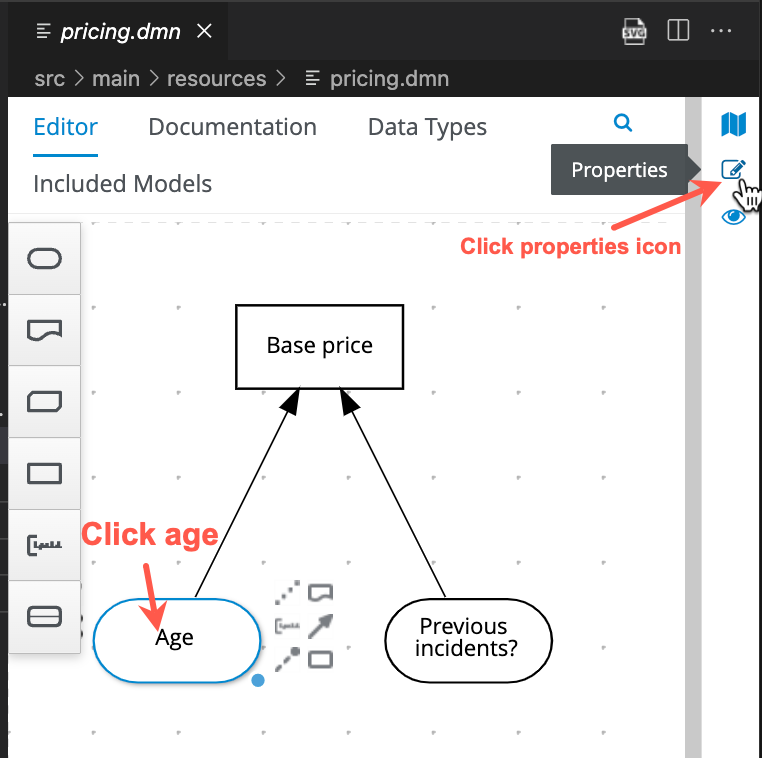 pricing.dmn
SVG
src > main > resources > pricing.dmn
Editor
Documentation
Data Types
Included Models
Properties
Click properties icon
Base price
Click age
Age
Previous
incidents?